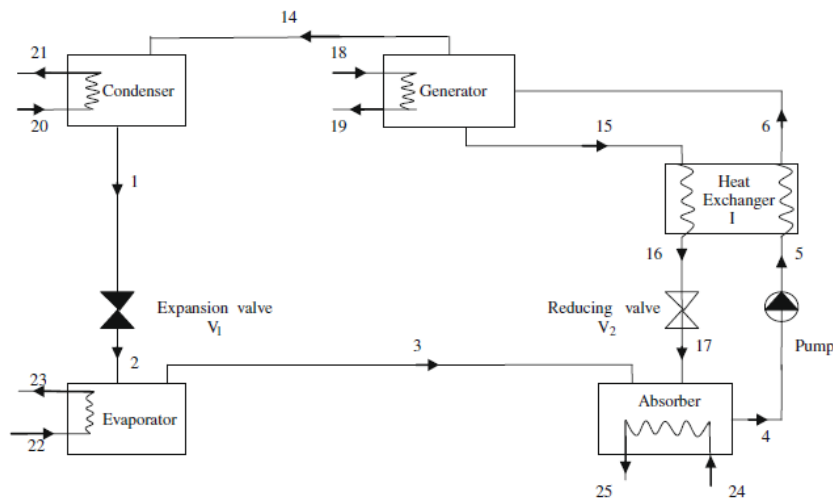 14
21
18
Condenser
Generator
20
19
15
6
1
Heat
Exchanger
I
16
5
Expansion valve
V1
Reducing valve
V2
2
3
17
Pump
23
Evaporator
Absorber
22
4
25
24